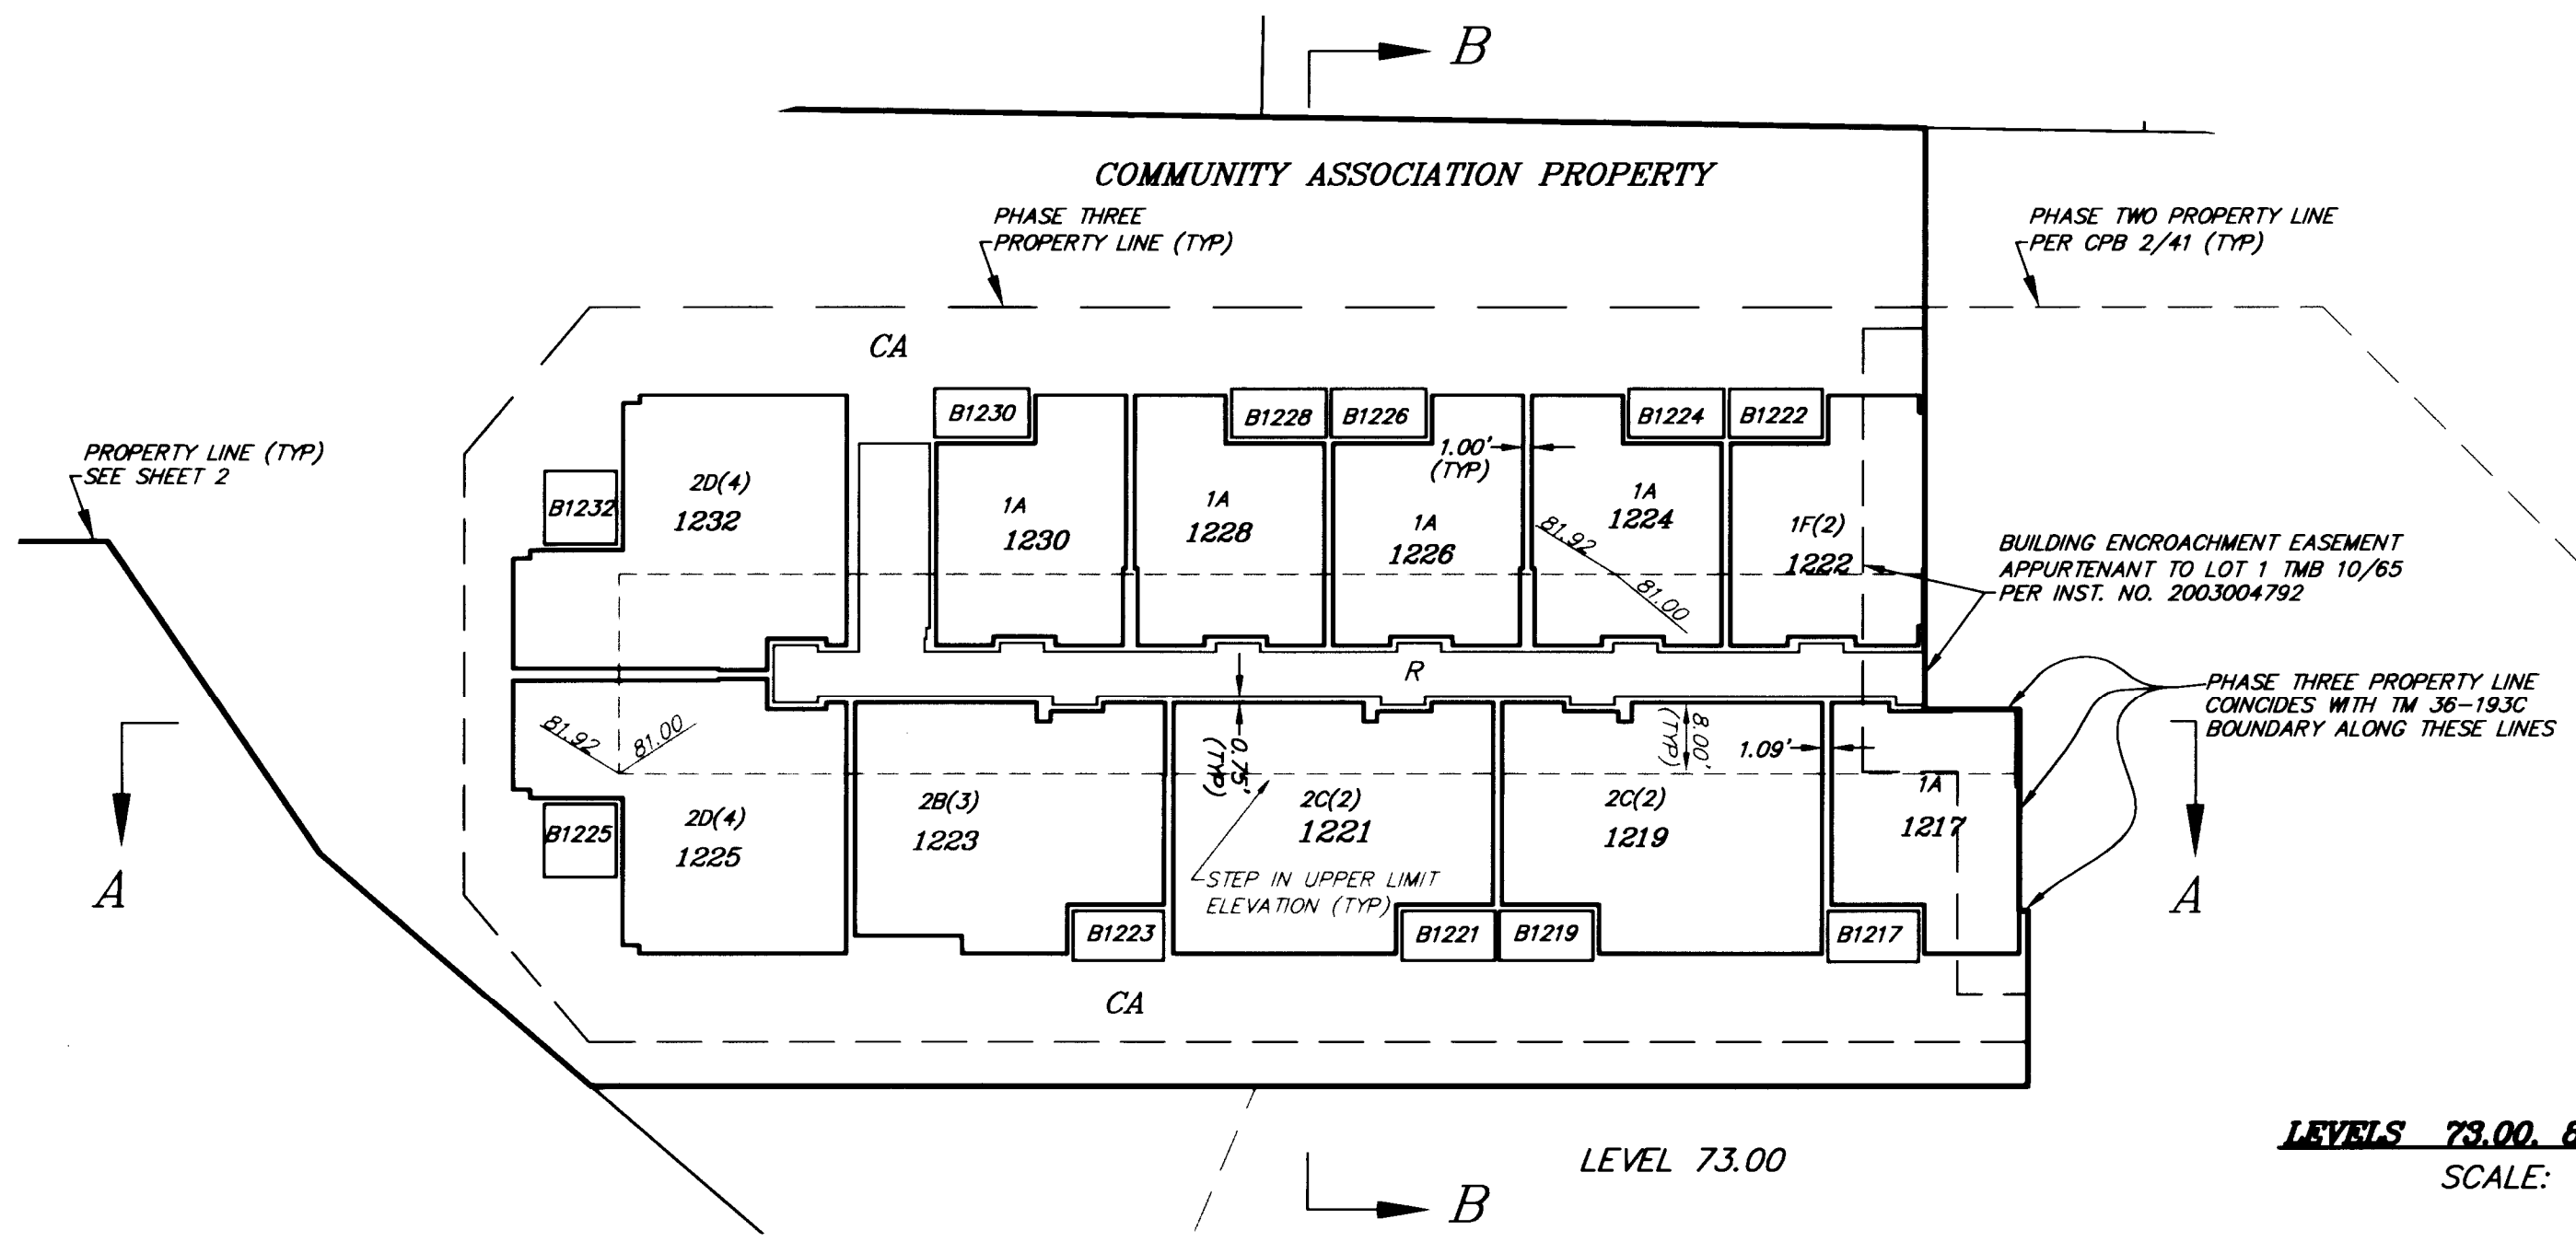 B
COMMUNITY ASSOCIATION PROPERTY
PHASE THREE
PROPERTY LINE (TYP)
PHASE TWO PROPERTY LINE
PER CPB 2/41 (TYP)
CA
PROPERTY LINE (TYP)
SEE SHEET 2
B1230
B1228
B1226
B1224
B1222
1.00'
(TYP)
B1232
2D(4)
1232
1A
1230
1A
1228
1A
1226
1A
1224
81.92
81.00
1F(2)
1222
BUILDING ENCROACHMENT EASEMENT
APPURTENANT TO LOT 1 TMB 10/65
PER INST. NO. 2003004792
R
PHASE THREE PROPERTY LINE
COINCIDES WITH TM 36-193C
BOUNDARY ALONG THESE LINES
81.92
81.00
0.75'
(TYP)
8.00'
(TYP)
1.09'
B1225
2D(4)
1225
2B(3)
1223
2C(2)
1221
2C(2)
1219
1A
1217
STEP IN UPPER LIMIT
ELEVATION (TYP)
A
A
B1223
B1221
B1219
B1217
CA
LEVEL 73.00
B
LEVELS 73.00, 8
SCALE: